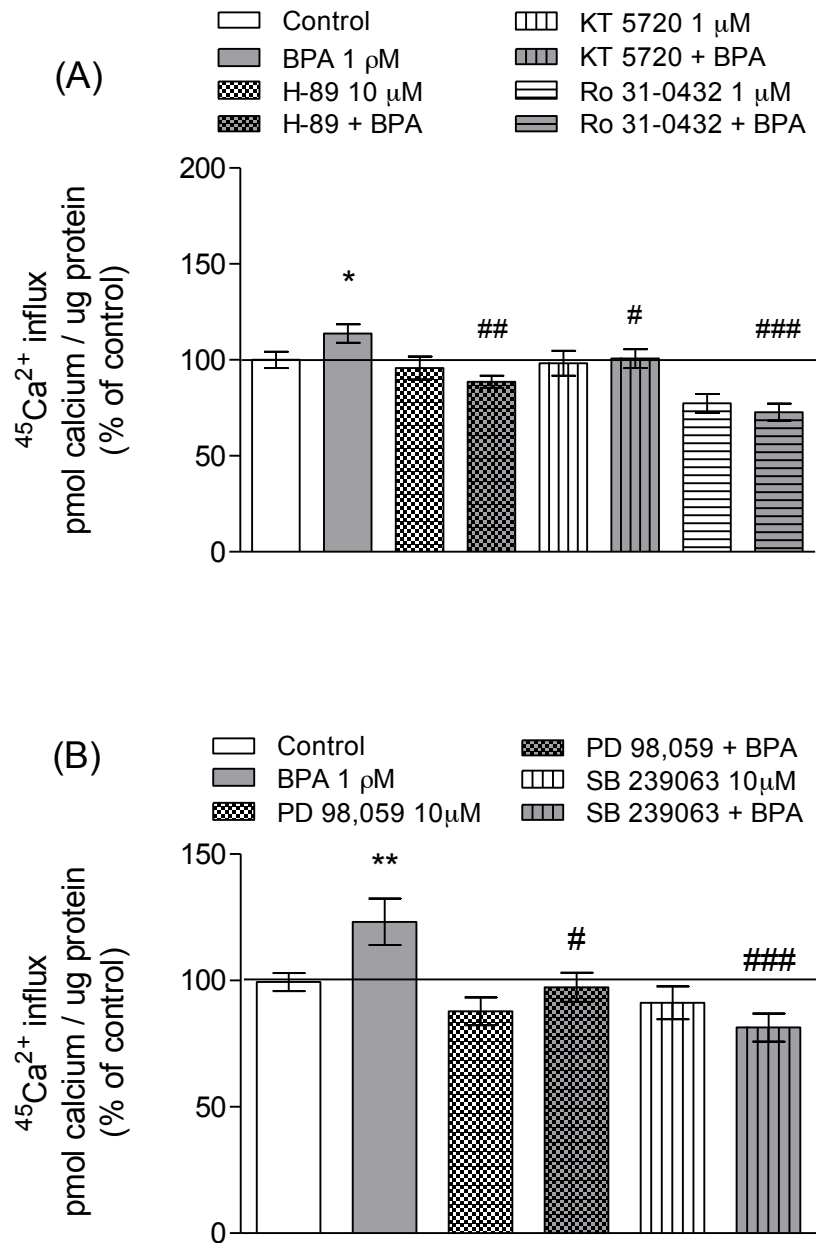 (A)
Control
BPA 1 ρM
H-89 10 μM
H-89 + BPA
KT 5720 1 μM
KT 5720 + BPA
Ro 31-0432 1 μM
Ro 31-0432 + BPA
⁴⁵Ca²⁺ influx
pmol calcium / ug protein
(% of control)
200
150
100
50
0
*
##
#
###
(B)
Control
BPA 1 ρM
PD 98,059 10μM
PD 98,059 + BPA
SB 239063 10μM
SB 239063 + BPA
⁴⁵Ca²⁺ influx
pmol calcium / ug protein
(% of control)
150
100
50
0
**
#
###